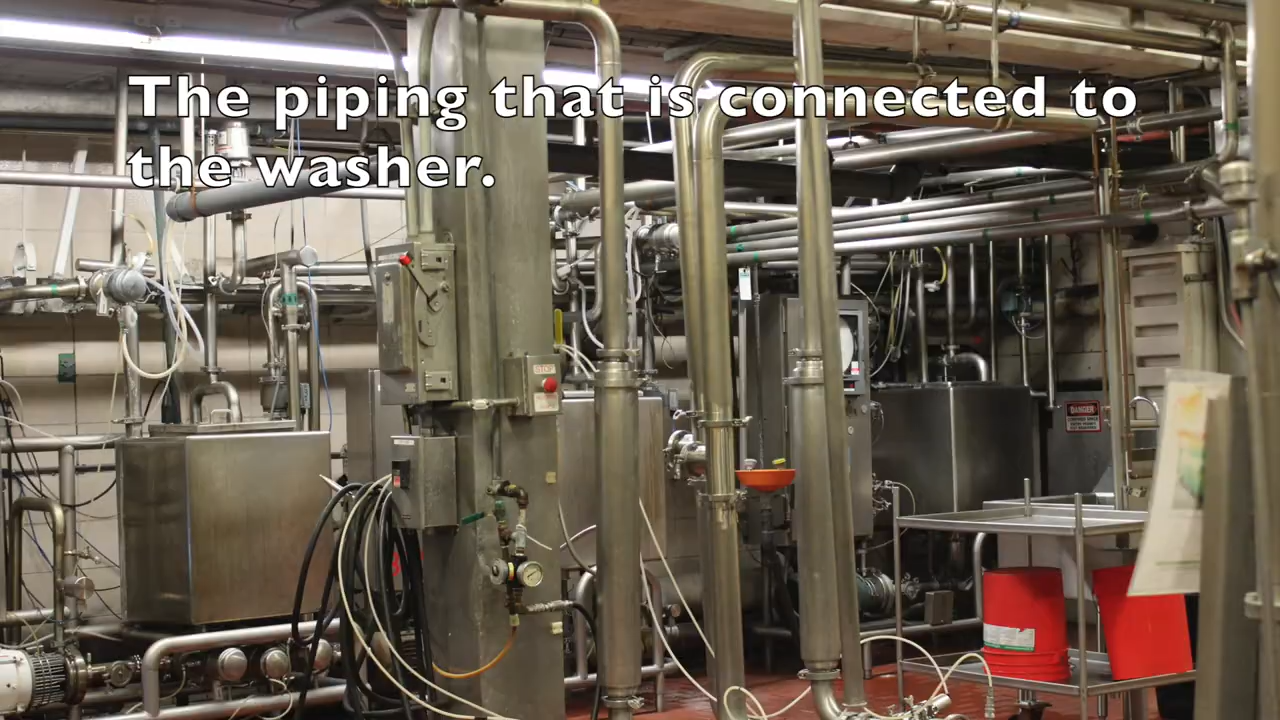 The piping that is connected to
the washer.
STOP
DANGER